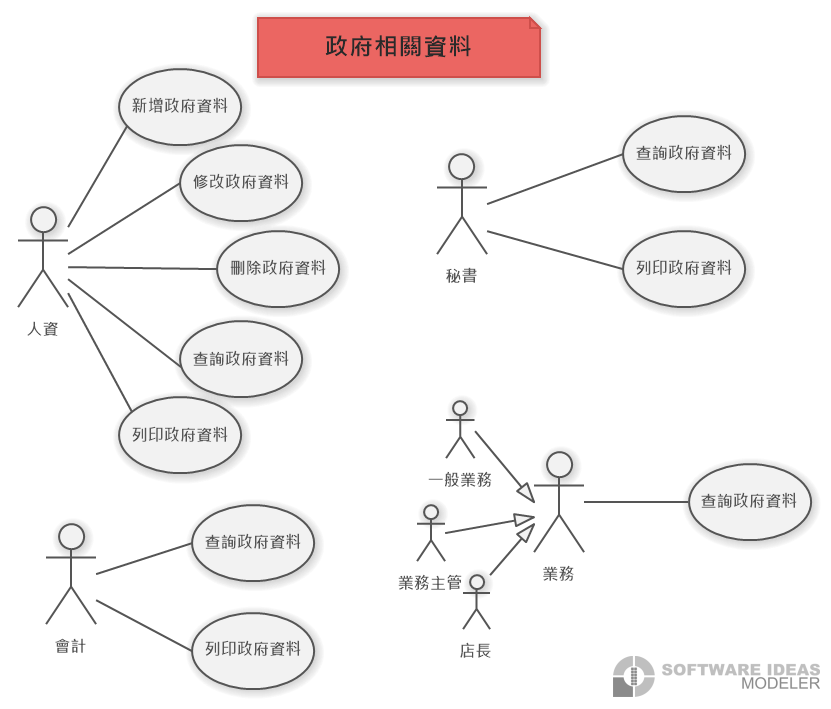 政府相關資料
新增政府資料
修改政府資料
刪除政府資料
查詢政府資料
列印政府資料
人資
查詢政府資料
列印政府資料
秘書
一般業務
業務主管
店長
業務
查詢政府資料
查詢政府資料
列印政府資料
會計
SOFTWARE IDEAS
MODELER